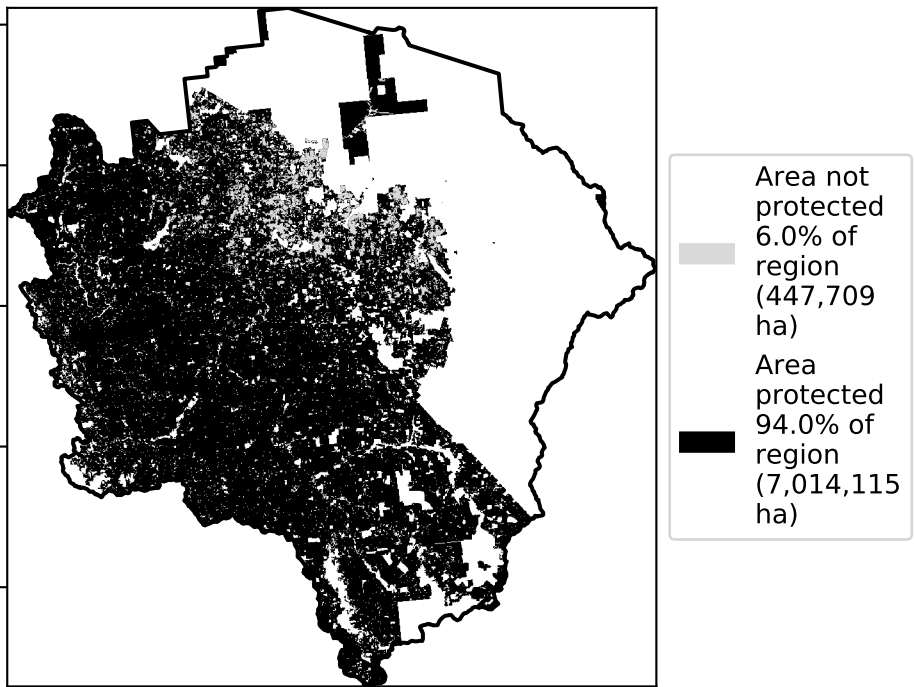 Area not
protected
6.0% of
region
(447,709
ha)
Area
protected
94.0% of
region
(7,014,115
ha)